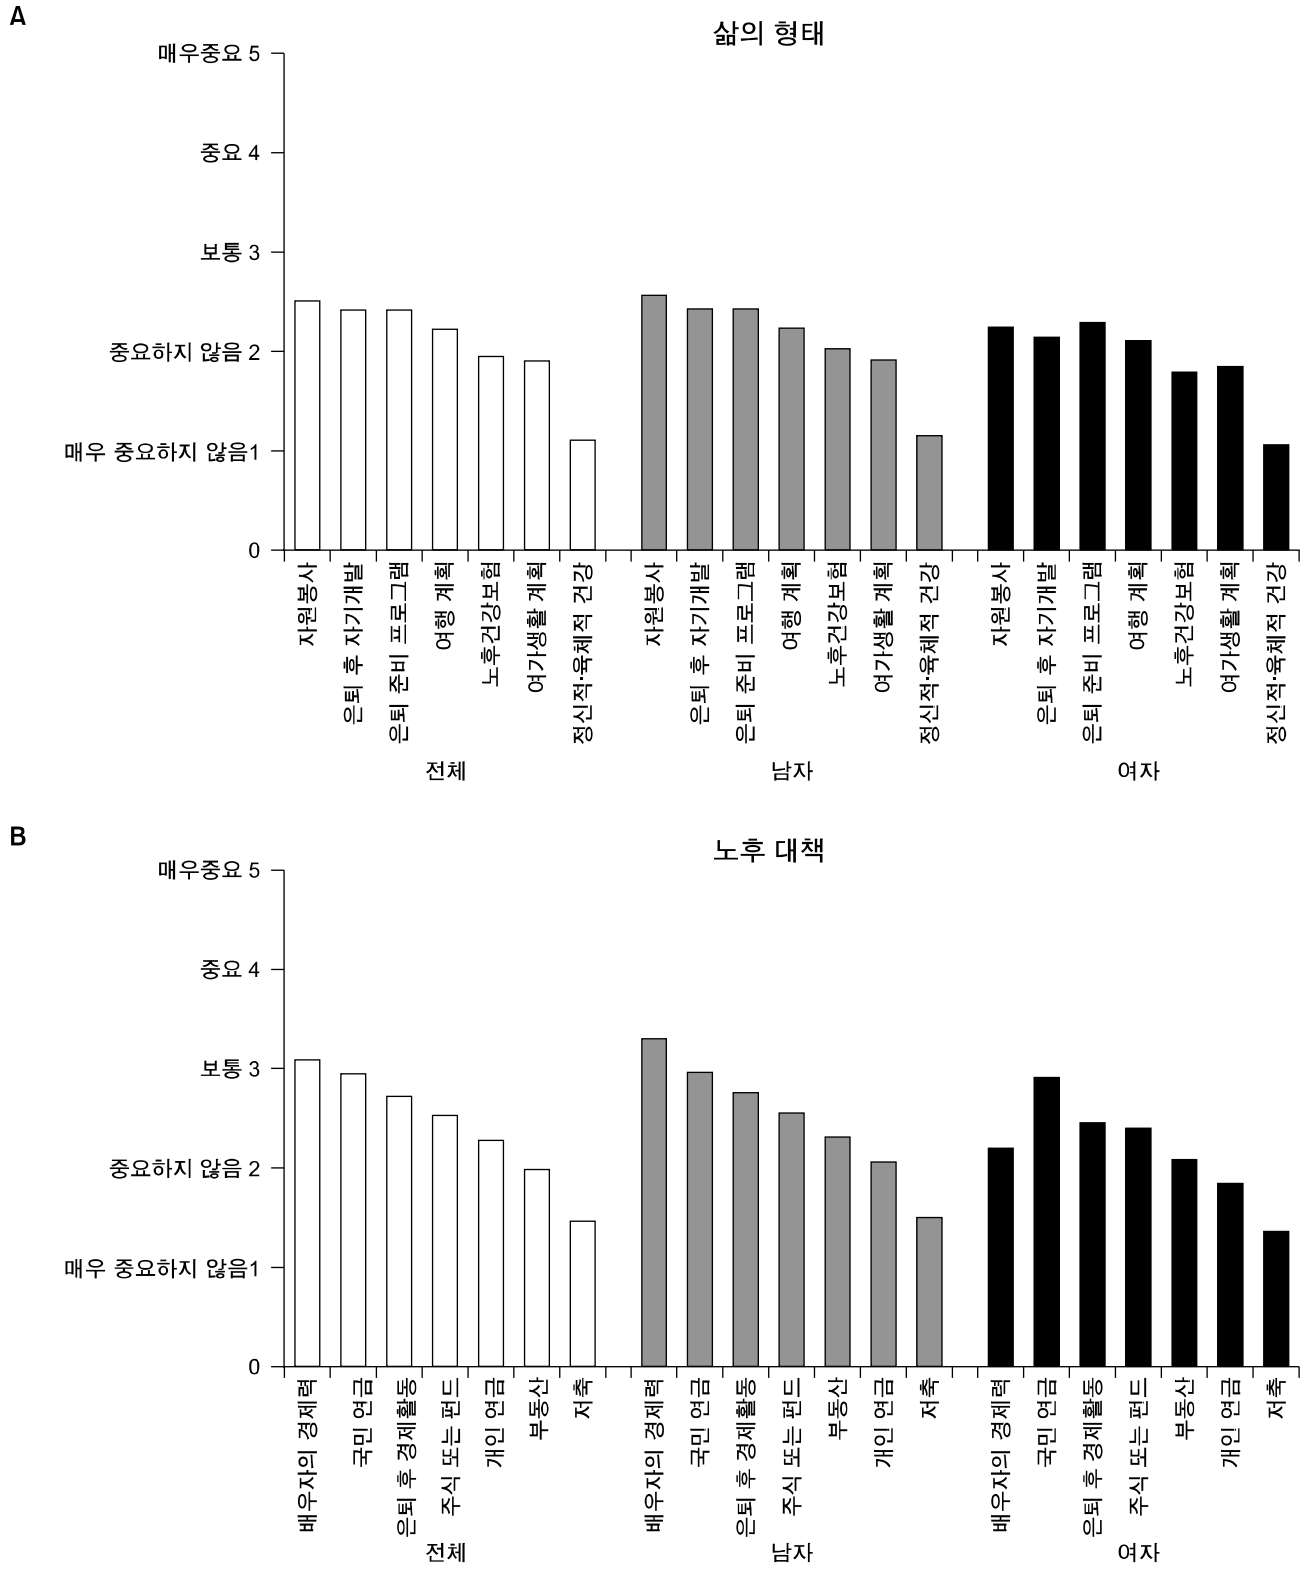 A
삶의 형태
매우중요 5
중요 4
보통 3
중요하지 않음 2
매우 중요하지 않음1
0
자원봉사
은퇴 후 자기개발
은퇴 준비 프로그램
여행 계획
노후건강보험
여가생활 계획
정신적·육체적 건강
자원봉사
은퇴 후 자기개발
은퇴 준비 프로그램
여행 계획
노후건강보험
여가생활 계획
정신적·육체적 건강
자원봉사
은퇴 후 자기개발
은퇴 준비 프로그램
여행 계획
노후건강보험
여가생활 계획
정신적·육체적 건강
전체
남자
여자
B
노후 대책
매우중요 5
중요 4
보통 3
중요하지 않음 2
매우 중요하지 않음1
0
배우자의 경제력
국민 연금
은퇴 후 경제활동
주식 또는 펀드
개인 연금
부동산
저축
배우자의 경제력
국민 연금
은퇴 후 경제활동
주식 또는 펀드
부동산
개인 연금
저축
배우자의 경제력
국민 연금
은퇴 후 경제활동
주식 또는 펀드
부동산
개인 연금
저축
전체
남자
여자